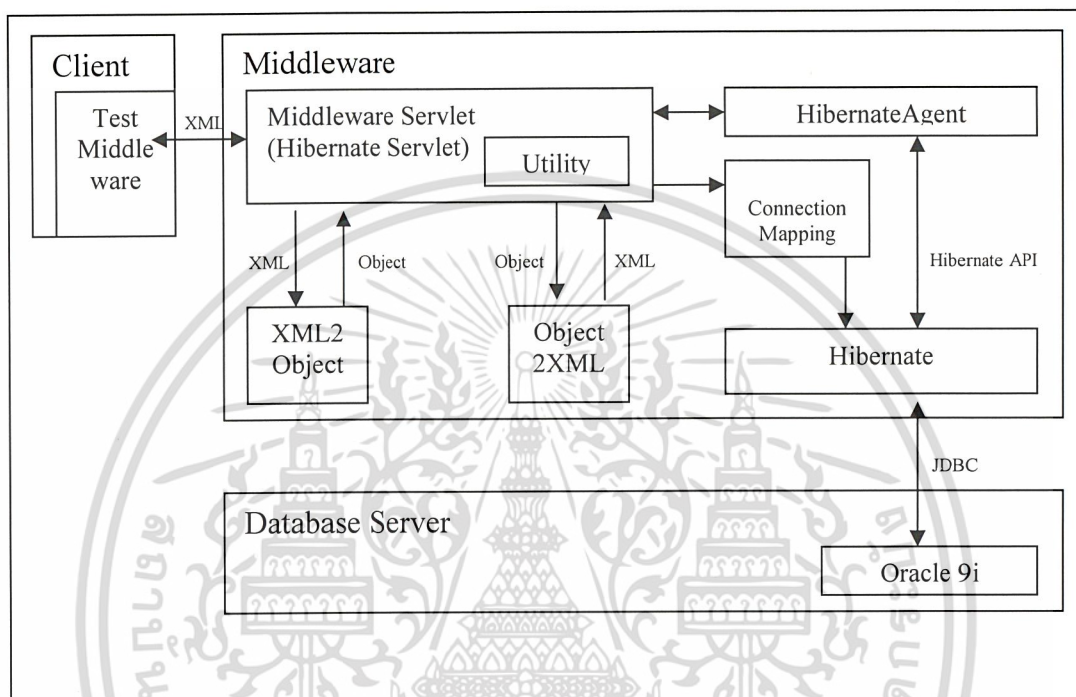 Client
Test
Middle
ware
XML
Middleware
Middleware Servlet
(Hibernate Servlet)
Utility
HibernateAgent
Connection
Mapping
Hibernate API
XML
Object
Object
XML
XML2
Object
Object
2XML
Hibernate
JDBC
Database Server
Oracle 9i